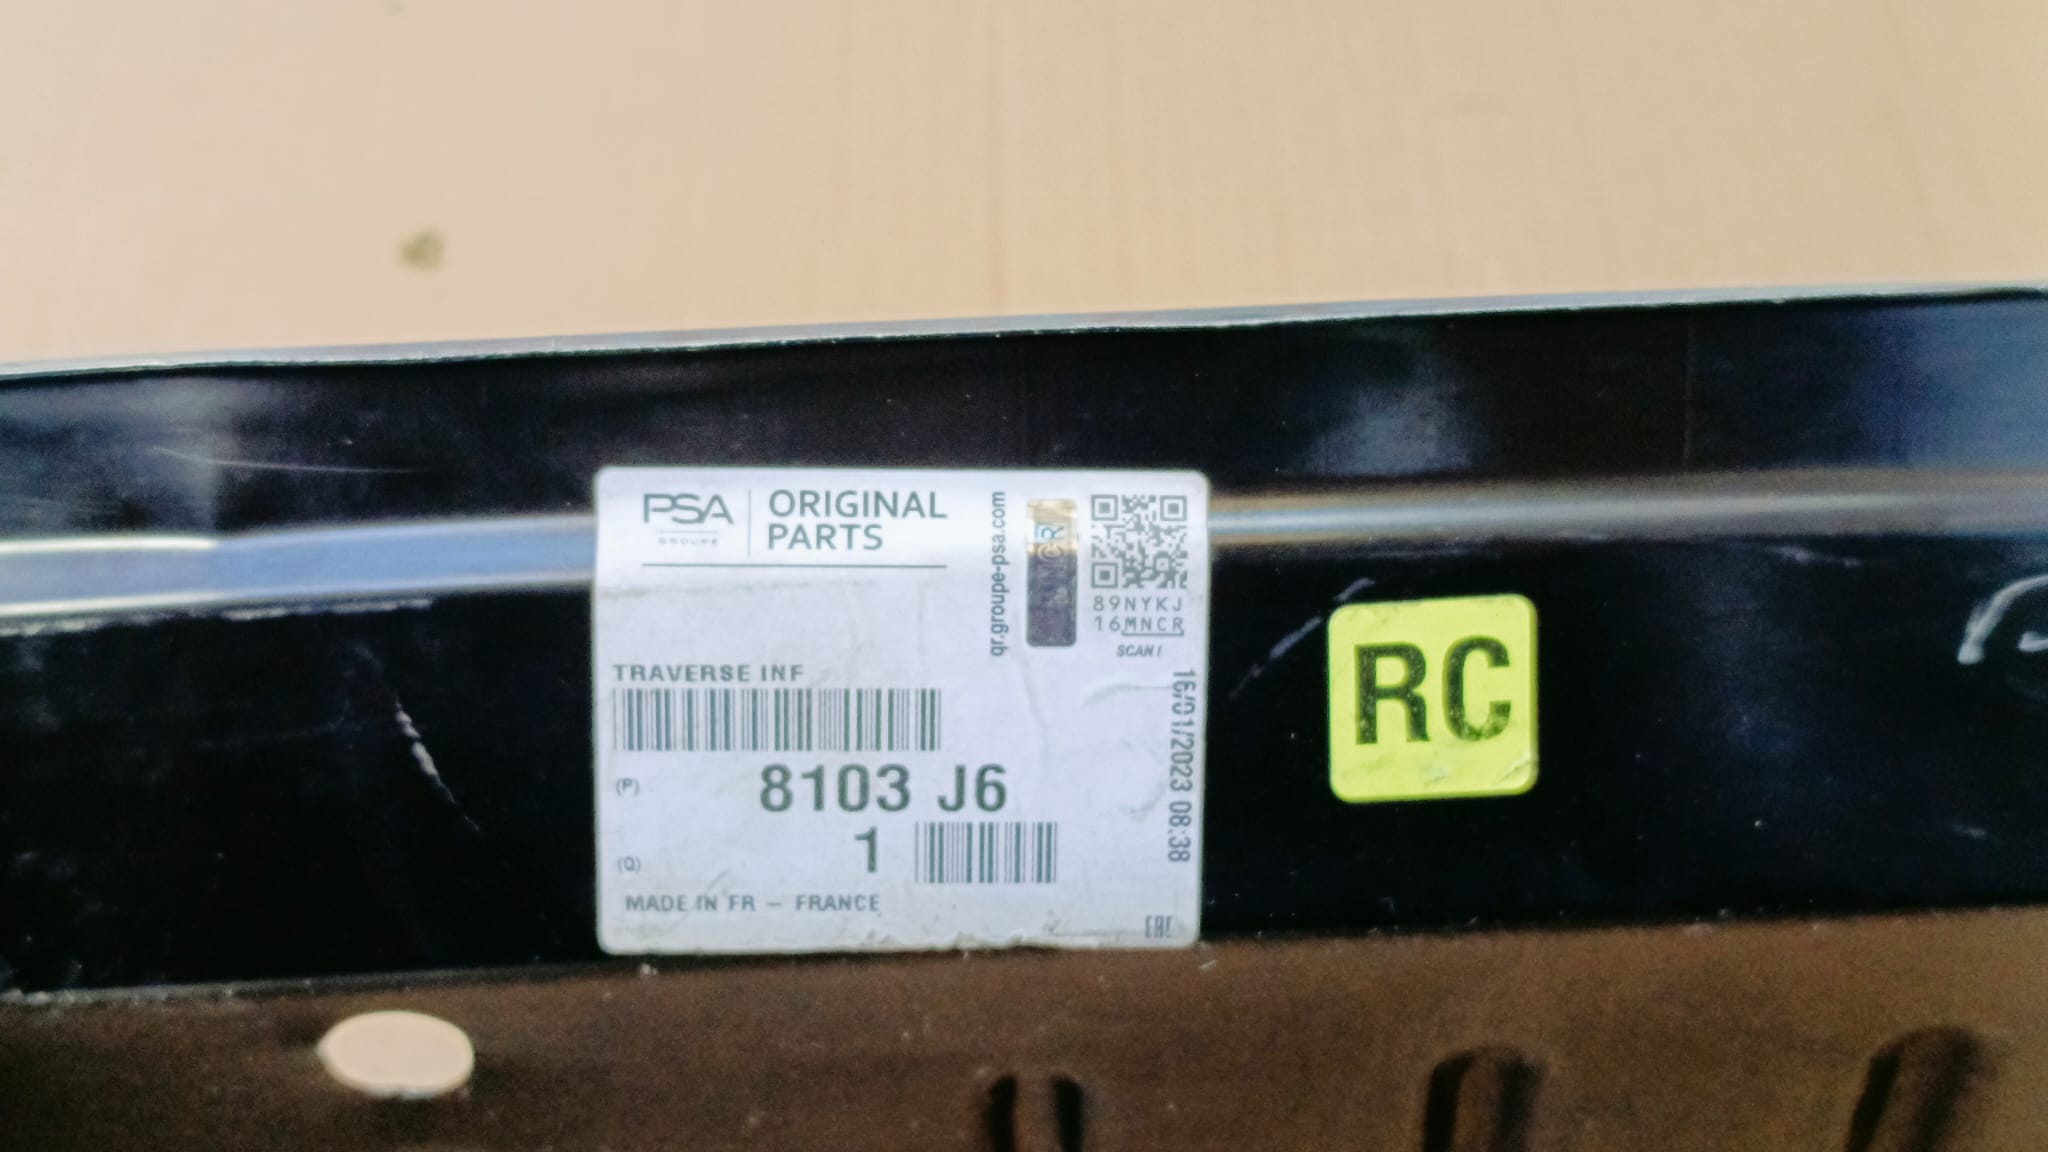 PSA
GROUPE
ORIGINAL
PARTS
qr.groupe-psa.com
89NYKJ
16MNCR
SCAN!
TRAVERSE INF
16/01/2023 08:38
(P) 8103 J6
(Q) 1
MADE IN FR – FRANCE
EAC
RC